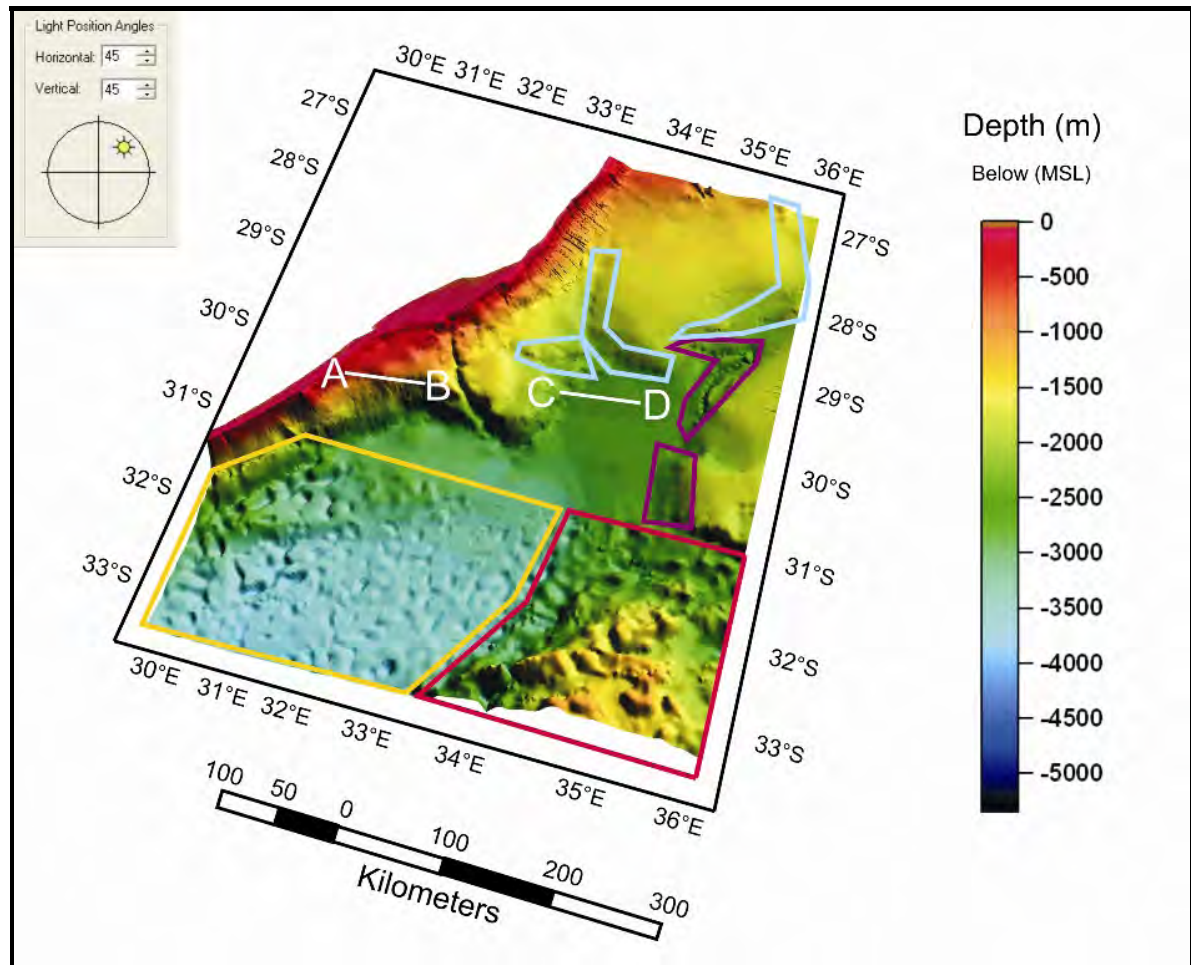 Light Position Angles
Horizontal: 45
Vertical: 45
30°E 31°E 32°E 33°E 34°E 35°E 36°E
27°S
28°S
29°S
30°S
31°S
32°S
33°S
27°S
28°S
29°S
30°S
31°S
32°S
33°S
A B
C D
30°E 31°E 32°E 33°E 34°E 35°E 36°E
100 50 0 100 200 300
Kilometers
Depth (m)
Below (MSL)
0
-500
-1000
-1500
-2000
-2500
-3000
-3500
-4000
-4500
-5000